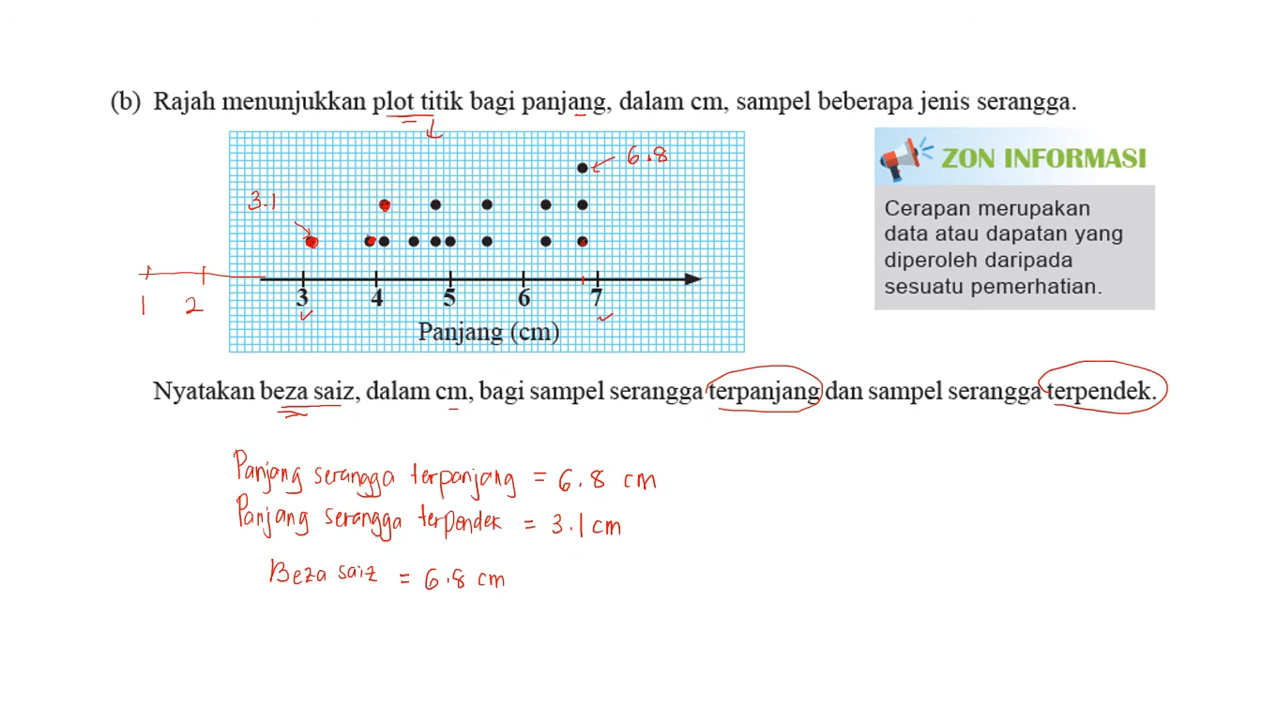 (b) Rajah menunjukkan plot titik bagi panjang, dalam cm, sampel beberapa jenis serangga.
6.8
3.1
1 2
3 4 5 6 7
Panjang (cm)
ZON INFORMASI
Cerapan merupakan
data atau dapatan yang
diperoleh daripada
sesuatu pemerhatian.
Nyatakan beza saiz, dalam cm, bagi sampel serangga terpanjang dan sampel serangga terpendek.
Panjang serangga terpanjang = 6.8 cm
Panjang serangga terpendek = 3.1 cm
Beza saiz = 6.8 cm